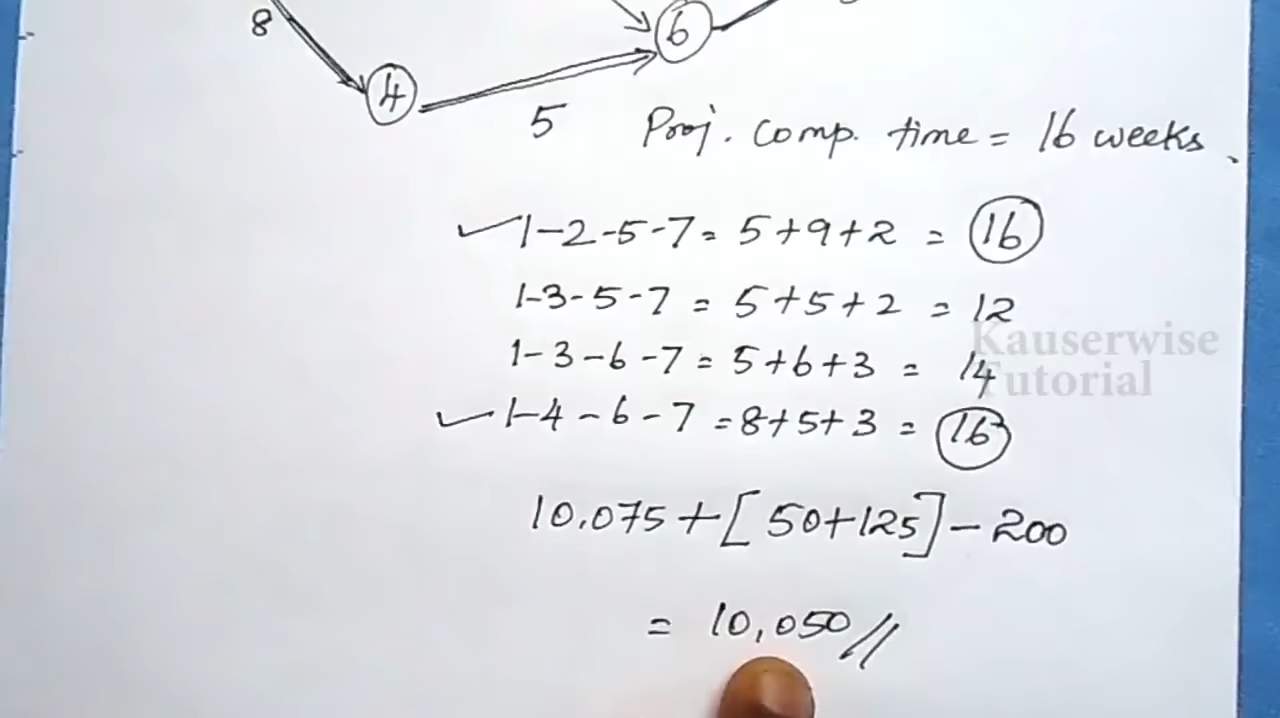 8
6
4
5
Proj. comp. time = 16 weeks.
1-2-5-7 = 5+9+2 = 16
1-3-5-7 = 5+5+2 = 12
1-3-6-7 = 5+6+3 = 14
1-4-6-7 = 8+5+3 = 16
Kauserwise
Tutorial
10,075+[50+125]-200
= 10,050//